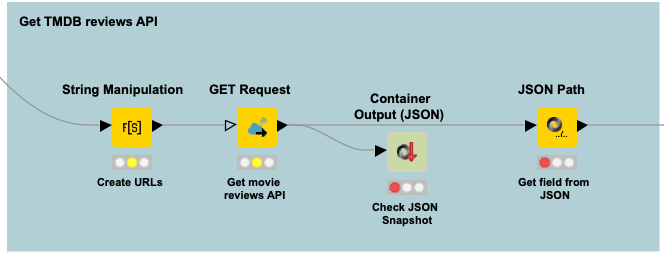 Get TMDB reviews API
String Manipulation
F[S]
Create URLs
GET Request
Get movie
reviews API
Container
Output (JSON)
Check JSON
Snapshot
JSON Path
../..
Get field from
JSON